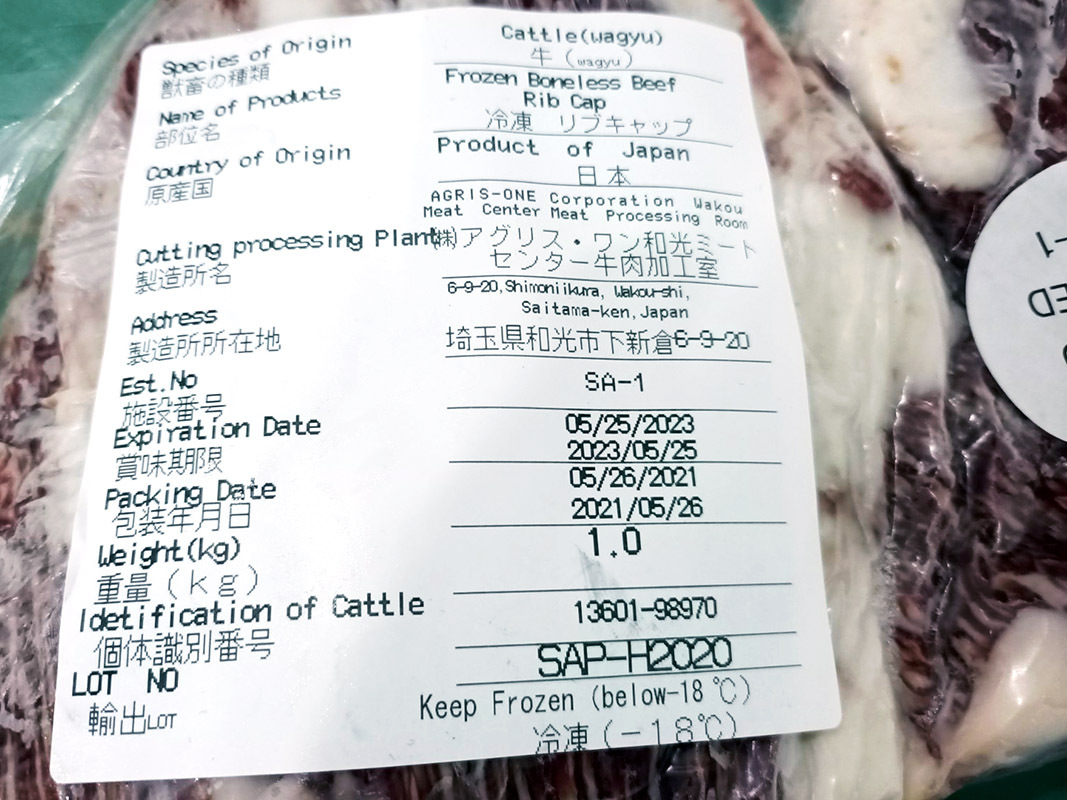 Species of Origin Cattle(wagyu)
獣畜の種類 牛(wagyu)
Name of Products Frozen Boneless Beef
Rib Cap
部位名 冷凍 リブキャップ
Country of Origin Product of Japan
原産国 日本
AGRIS-ONE Corporation Wakou
Meat Center Meat Processing Room
Cutting processing Plant ㈱アグリス・ワン和光ミート
製造所名 センター牛肉加工室
6-9-20,Shimoniikura, Wakou-shi,
Address Saitama-ken,Japan
製造所所在地 埼玉県和光市下新倉6-9-20
Est.No SA-1
施設番号
Expiration Date 05/25/2023
賞味期限 2023/05/25
Packing Date 05/26/2021
包装年月日 2021/05/26
Weight(kg) 1.0
重量(kg)
Idetification of Cattle 13601-98970
個体識別番号
LOT NO SAP-H2020
輸出LOT
Keep Frozen (below-18℃)
冷凍(-18℃)
-1
ED